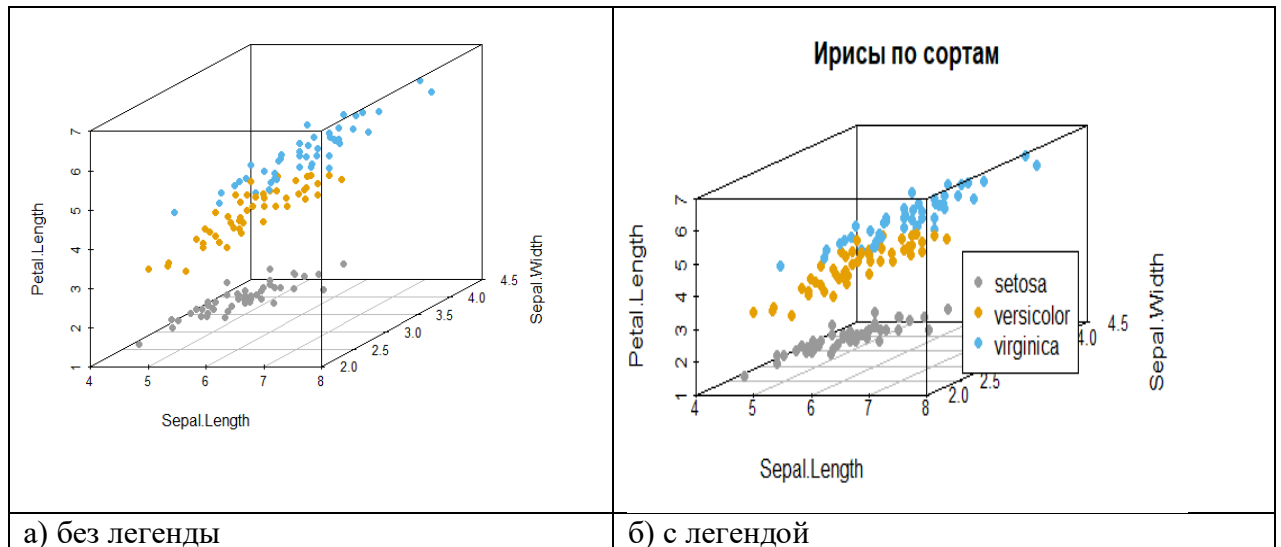 7
6
5
4
3
2
1
4
5
6
7
8
2.0
2.5
3.0
3.5
4.0
4.5
Petal.Length
Sepal.Length
Sepal.Width
а) без легенды
Ирисы по сортам
7
6
5
4
3
2
1
4
5
6
7
8
2.0
2.5
4.0
4.5
Petal.Length
Sepal.Length
Sepal.Width
setosa
versicolor
virginica
б) с легендой